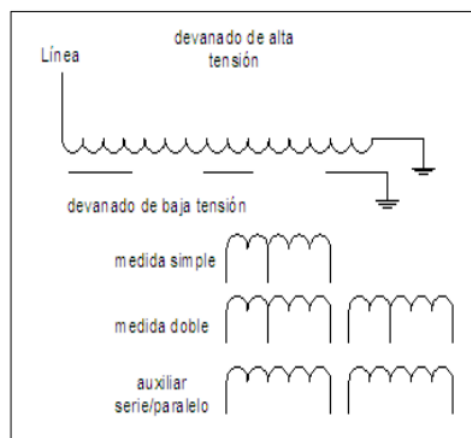 devanado de alta
tensión
Línea
devanado de baja tensión
medida simple
medida doble
auxiliar
serie/paralelo